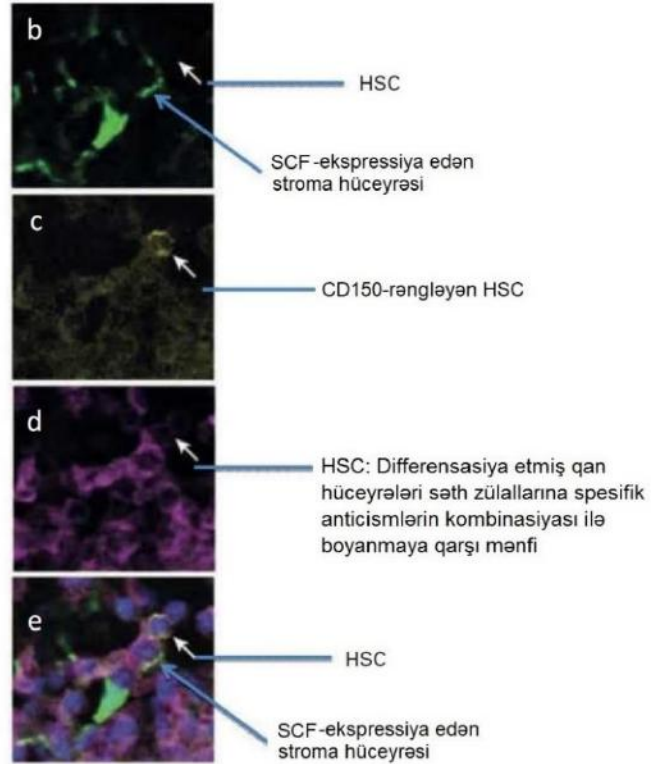 b
HSC
SCF-ekspressiya edən
stroma hüceyrəsi
c
CD150-rəngləyən HSC
d
HSC: Differensasiya etmiş qan
hüceyrələri səth zülallarına spesifik
anticismlərin kombinasiyası ilə
boyanmaya qarşı mənfi
e
HSC
SCF-ekspressiya edən
stroma hüceyrəsi